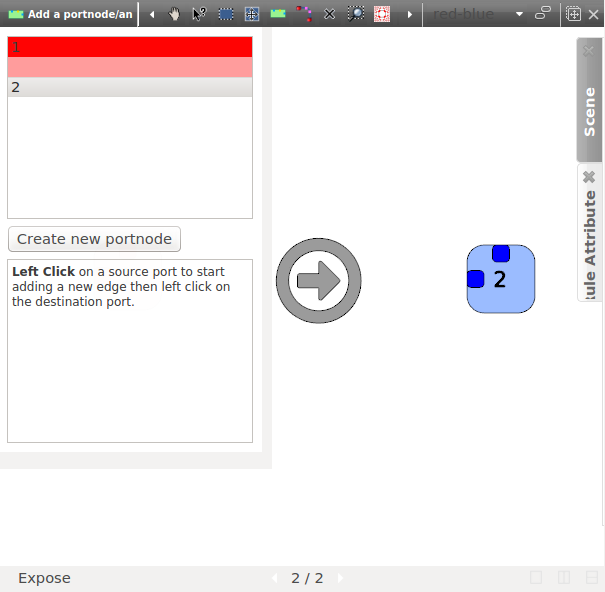 Add a portnode/an
red-blue
1
2
Create new portnode
Left Click on a source port to start
adding a new edge then left click on
the destination port.
2
Scene
ule Attribute
Expose
2 / 2